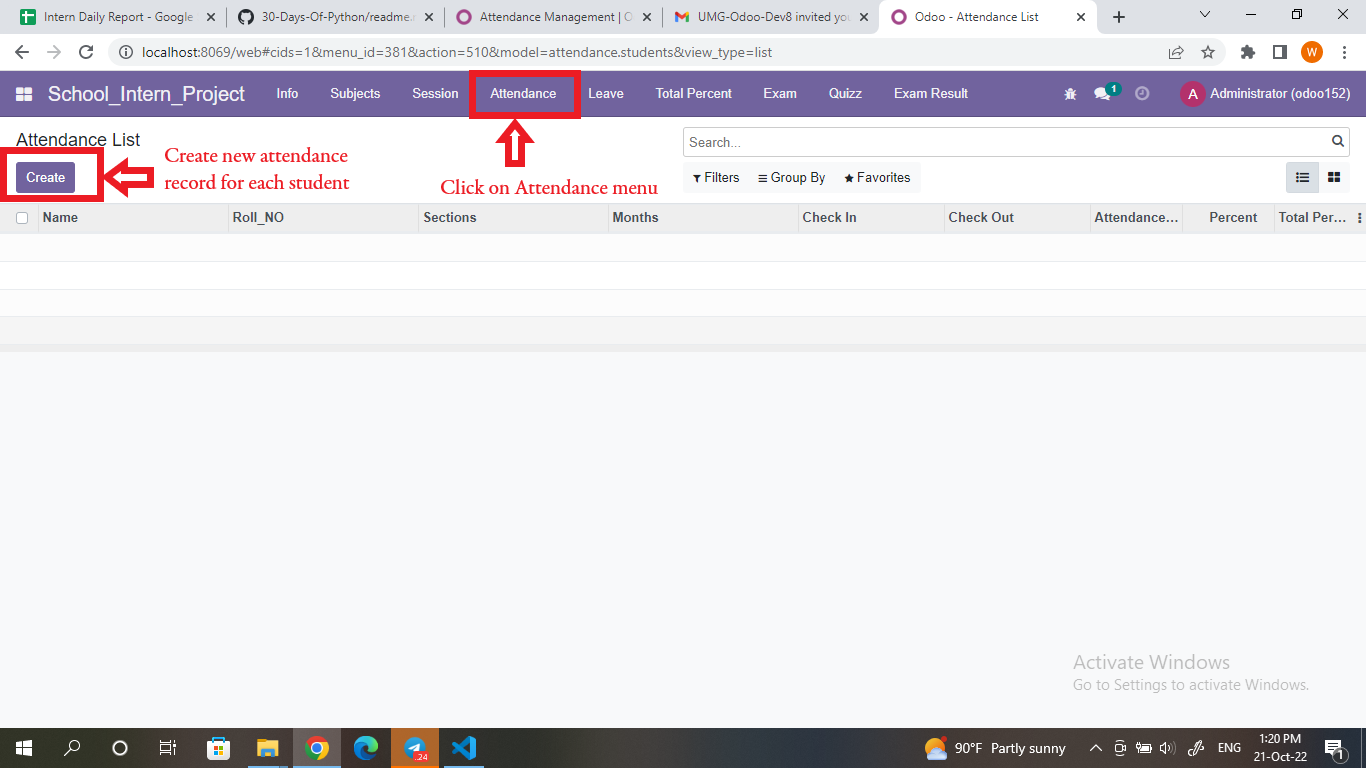 Intern Daily Report - Google
30-Days-Of-Python/readme.
Attendance Management | O
UMG-Odoo-Dev8 invited you
Odoo - Attendance List
localhost:8069/web#cids=1&menu_id=381&action=510&model=attendance.students&view_type=list
W
School_Intern_Project
Info
Subjects
Session
Attendance
Leave
Total Percent
Exam
Quizz
Exam Result
1
A
Administrator (odoo152)
Attendance List
Search...
Create
Create new attendance
record for each student
Click on Attendance menu
Filters
Group By
Favorites
Name
Roll_NO
Sections
Months
Check In
Check Out
Attendance...
Percent
Total Per...
Activate Windows
Go to Settings to activate Windows.
.24
90°F Partly sunny
ENG
1:20 PM
21-Oct-22
1